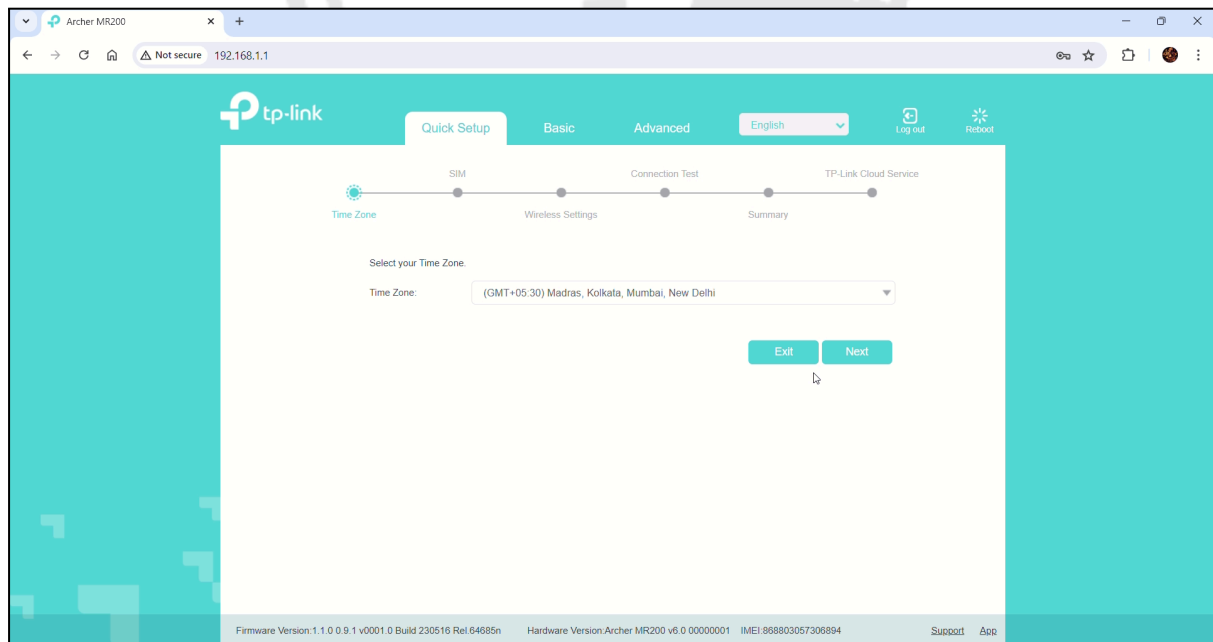 Archer MR200
Not secure 192.168.1.1
tp-link
Quick Setup Basic Advanced English Log out Reboot
SIM Connection Test TP-Link Cloud Service
Time Zone Wireless Settings Summary
Select your Time Zone.
Time Zone: (GMT+05:30) Madras, Kolkata, Mumbai, New Delhi
Exit Next
Firmware Version:1.1.0 0.9.1 v0001.0 Build 230516 Rel.64685n Hardware Version:Archer MR200 v6.0 00000001 IMEI:868803057306894 Support App